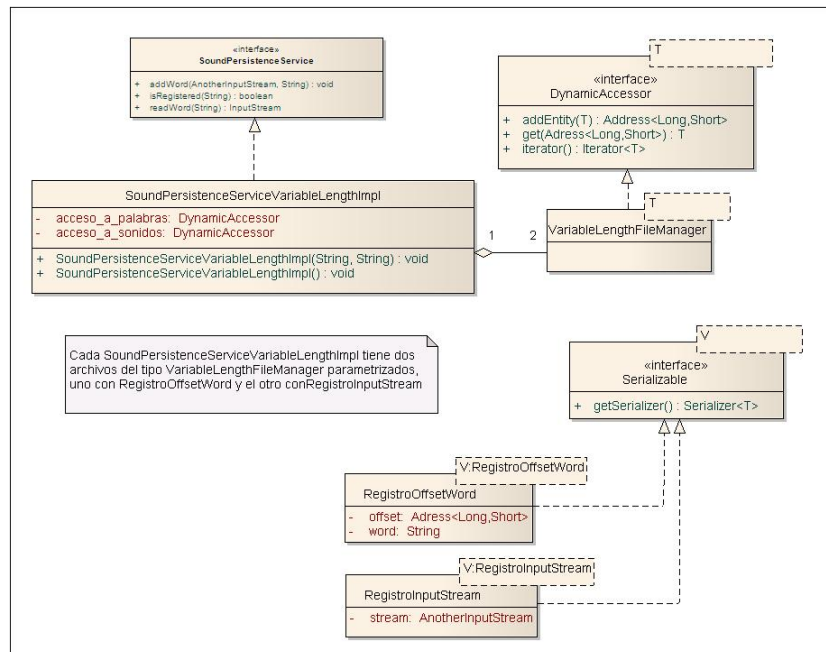 «interface»
SoundPersistenceService
+ addWord(AnotherInputStream, String) : void
+ isRegistered(String) : boolean
+ readWord(String) : InputStream
T
«interface»
DynamicAccessor
+ addEntity(T) : Address<Long,Short>
+ get(Adress<Long,Short>) : T
+ iterator() : Iterator<T>
SoundPersistenceServiceVariableLengthImpl
- acceso_a_palabras: DynamicAccessor
- acceso_a_sonidos: DynamicAccessor
+ SoundPersistenceServiceVariableLengthImpl(String, String) : void
+ SoundPersistenceServiceVariableLengthImpl() : void
1
2
T
VariableLengthFileManager
Cada SoundPersistenceServiceVariableLengthImpl tiene dos
archivos del tipo VariableLengthFileManager parametrizados,
uno con RegistroOffsetWord y el otro conRegistroInputStream
V
«interface»
Serializable
+ getSerializer() : Serializer<T>
V:RegistroOffsetWord
RegistroOffsetWord
- offset: Adress<Long,Short>
- word: String
V:RegistroInputStream
RegistroInputStream
- stream: AnotherInputStream